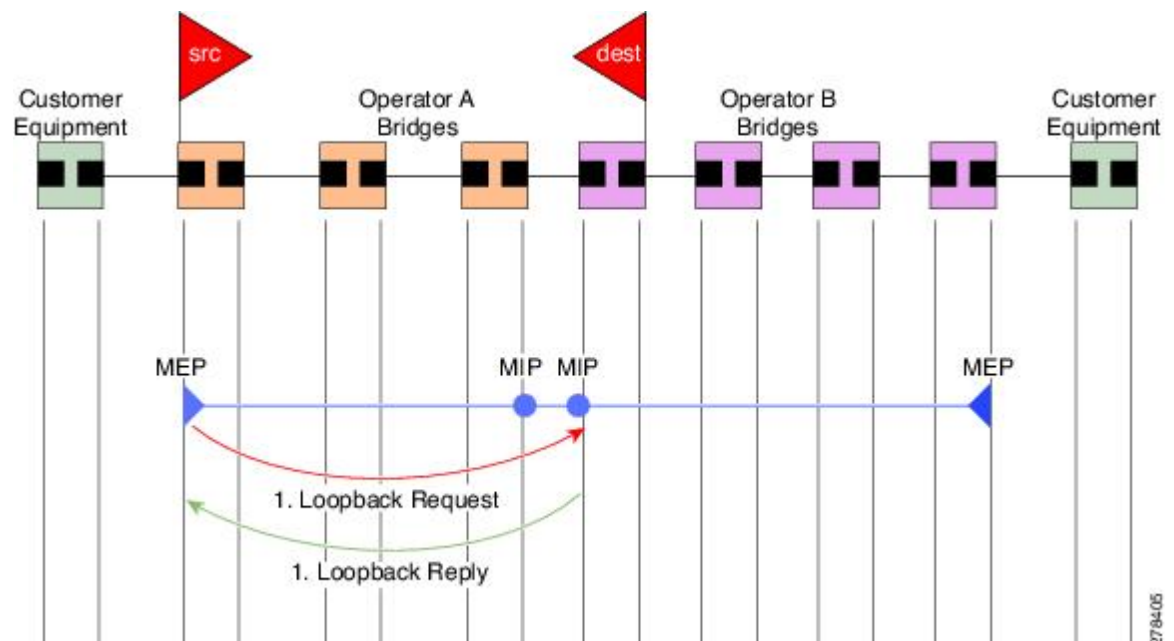 src
dest
Customer
Equipment
Operator A
Bridges
Operator B
Bridges
Customer
Equipment
MEP
MIP
MIP
MEP
1. Loopback Request
1. Loopback Reply
278405